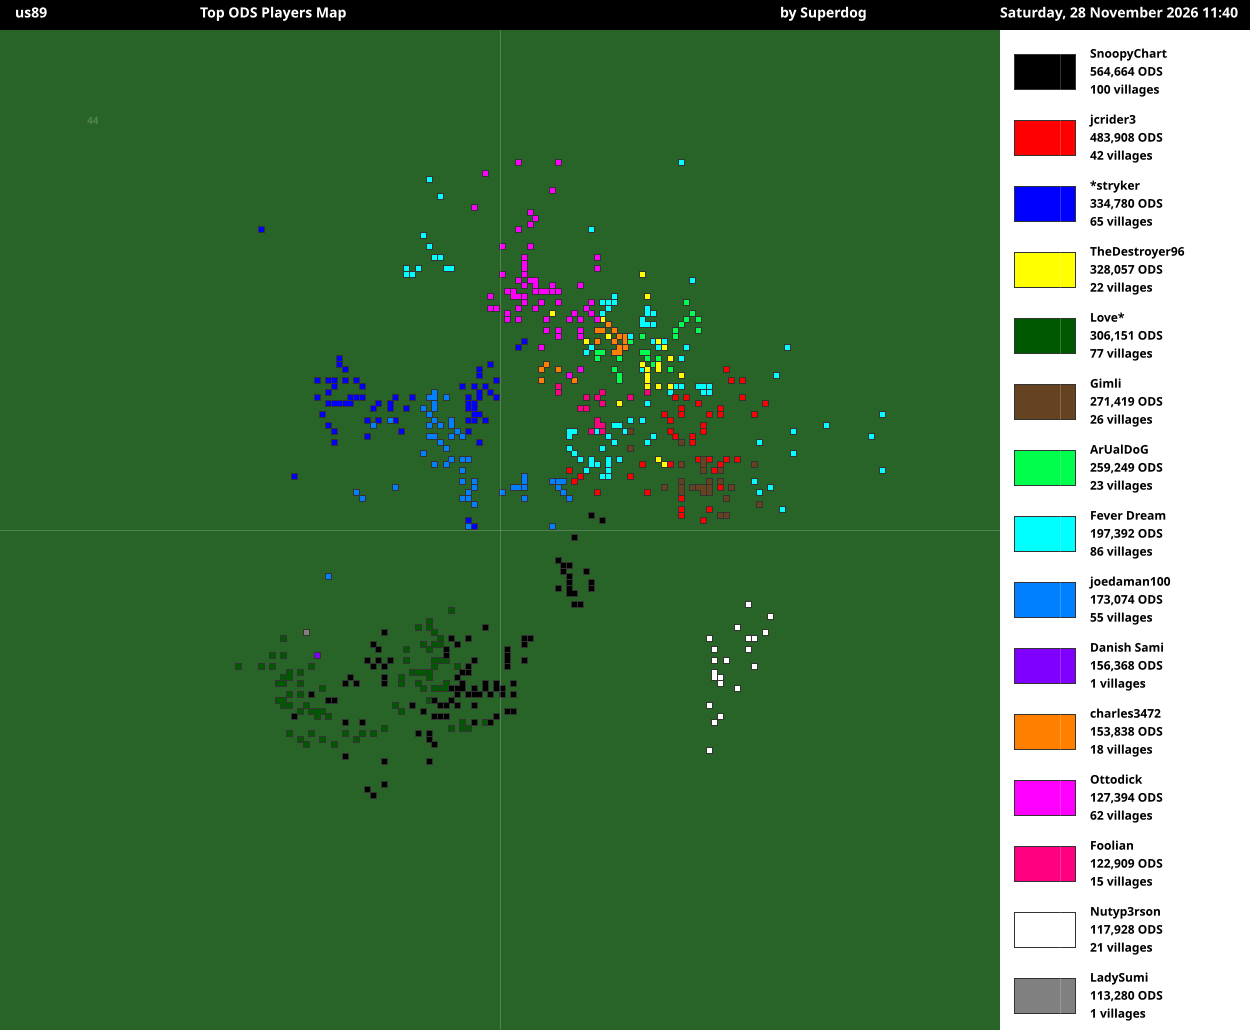 us89 Top ODS Players Map by Superdog Saturday, 28 November 2026 11:40
44
SnoopyChart
564,664 ODS
100 villages
jcrider3
483,908 ODS
42 villages
*stryker
334,780 ODS
65 villages
TheDestroyer96
328,057 ODS
22 villages
Love*
306,151 ODS
77 villages
Gimli
271,419 ODS
26 villages
ArUalDoG
259,249 ODS
23 villages
Fever Dream
197,392 ODS
86 villages
joedaman100
173,074 ODS
55 villages
Danish Sami
156,368 ODS
1 villages
charles3472
153,838 ODS
18 villages
Ottodick
127,394 ODS
62 villages
Foolian
122,909 ODS
15 villages
Nutyp3rson
117,928 ODS
21 villages
LadySumi
113,280 ODS
1 villages